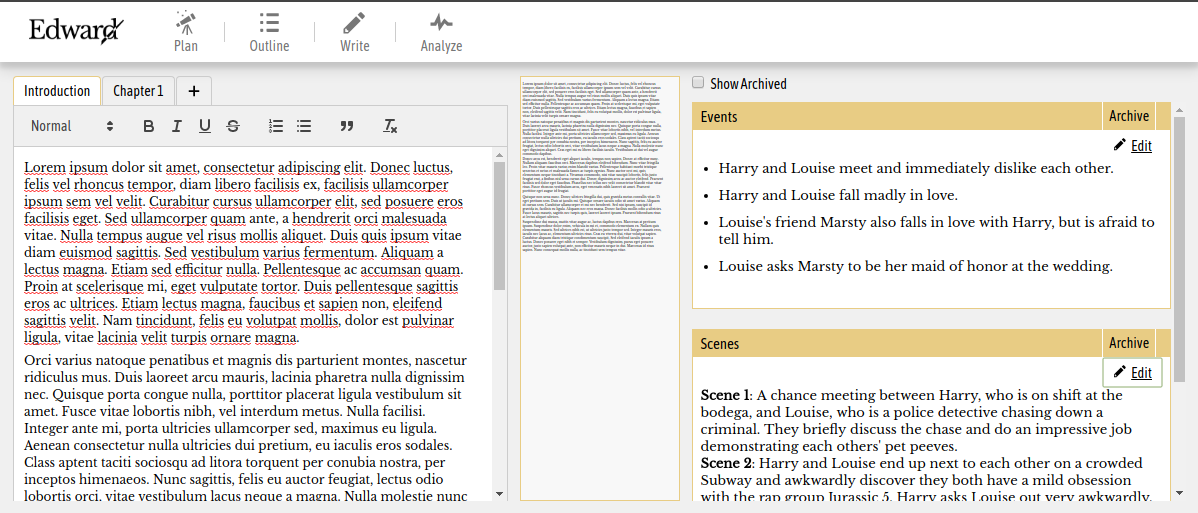 Edward
Plan
Outline
Write
Analyze
Introduction
Chapter 1
+
Normal
B I U S
Lorem ipsum dolor sit amet, consectetur adipiscing elit. Donec luctus,
felis vel rhoncus tempor, diam libero facilisis ex, facilisis ullamcorper
ipsum sem vel velit. Curabitur cursus ullamcorper elit, sed posuere eros
facilisis eget. Sed ullamcorper quam ante, a hendrerit orci malesuada
vitae. Nulla tempus augue vel risus mollis aliquet. Duis quis ipsum vitae
diam euismod sagittis. Sed vestibulum varius fermentum. Aliquam a
lectus magna. Etiam sed efficitur nulla. Pellentesque ac accumsan quam.
Proin at scelerisque mi, eget vulputate tortor. Duis pellentesque sagittis
eros ac ultrices. Etiam lectus magna, faucibus et sapien non, eleifend
sagittis velit. Nam tincidunt, felis eu volutpat mollis, dolor est pulvinar
ligula, vitae lacinia velit turpis ornare magna.
Orci varius natoque penatibus et magnis dis parturient montes, nascetur
ridiculus mus. Duis laoreet arcu mauris, lacinia pharetra nulla dignissim
nec. Quisque porta congue nulla, porttitor placerat ligula vestibulum sit
amet. Fusce vitae lobortis nibh, vel interdum metus. Nulla facilisi.
Integer ante mi, porta ultricies ullamcorper sed, maximus eu ligula.
Aenean consectetur nulla ultricies dui pretium, eu iaculis eros sodales.
Class aptent taciti sociosqu ad litora torquent per conubia nostra, per
inceptos himenaeos. Nunc sagittis, felis eu auctor feugiat, lectus odio
lobortis orci, vitae vestibulum lacus neque a magna. Nulla molestie nunc
Show Archived
Events
Archive
Edit
• Harry and Louise meet and immediately dislike each other.
• Harry and Louise fall madly in love.
• Louise's friend Marsty also falls in love with Harry, but is afraid to
tell him.
• Louise asks Marsty to be her maid of honor at the wedding.
Scenes
Archive
Edit
Scene 1: A chance meeting between Harry, who is on shift at the
bodega, and Louise, who is a police detective chasing down a
criminal. They briefly discuss the chase and do an impressive job
demonstrating each others' pet peeves.
Scene 2: Harry and Louise end up next to each other on a crowded
Subway and awkwardly discover they both have a mild obsession
with the rap group Jurassic 5. Harry asks Louise out very awkwardly.